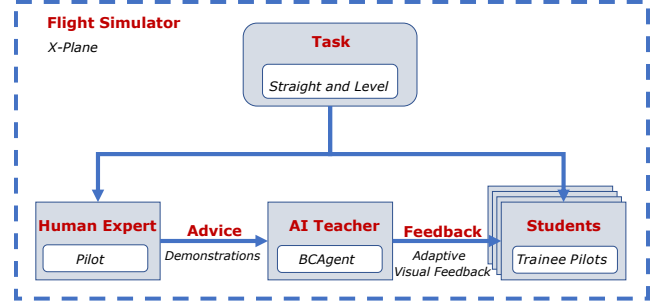 Flight Simulator
X-Plane
Task
Straight and Level
Human Expert
Pilot
Advice
Demonstrations
AI Teacher
BCAgent
Feedback
Adaptive
Visual Feedback
Students
Trainee Pilots